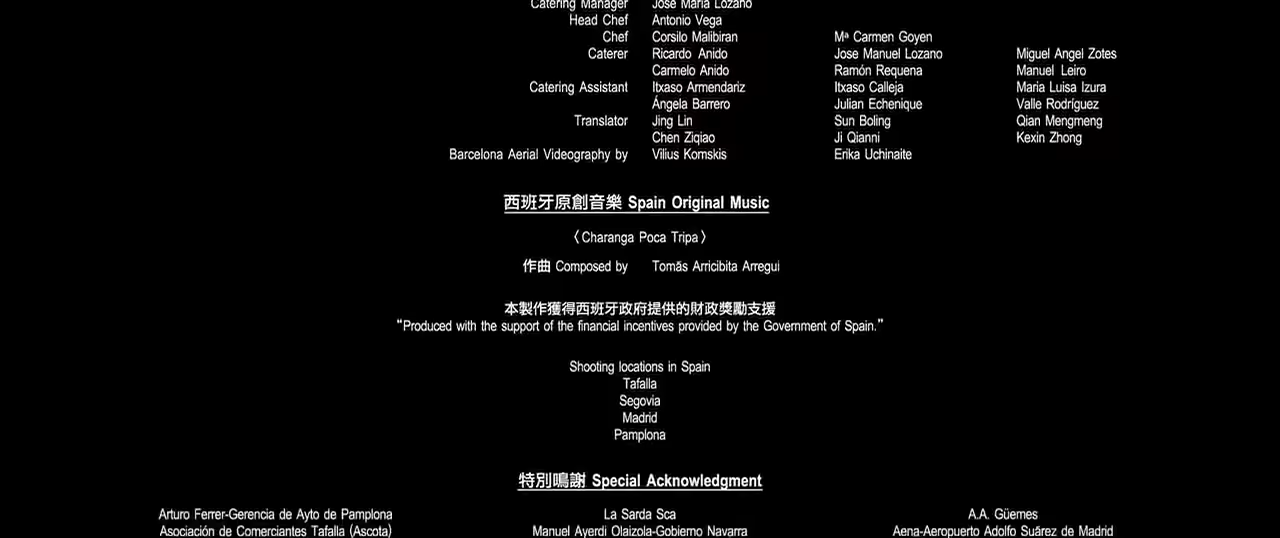 Catering Manager José María Lozano
Head Chef Antonio Vega
Chef Corsilo Malibiran Mª Carmen Goyen
Caterer Ricardo Anido Jose Manuel Lozano Miguel Angel Zotes
Carmelo Anido Ramón Requena Manuel Leiro
Catering Assistant Itxaso Armendariz Itxaso Calleja Maria Luisa Izura
Ángela Barrero Julian Echenique Valle Rodríguez
Translator Jing Lin Sun Boling Qian Mengmeng
Chen Ziqiao Ji Qianni Kexin Zhong
Barcelona Aerial Videography by Vilius Kornskis Erika Uchinaite
西班牙原創音樂 Spain Original Music
〈Charanga Poca Tripa〉
作曲 Composed by Tomãs Arricibita Arregui
本製作獲得西班牙政府提供的財政獎勵支援
“Produced with the support of the financial incentives provided by the Government of Spain.”
Shooting locations in Spain
Tafalla
Segovia
Madrid
Pamplona
特別鳴謝 Special Acknowledgment
Arturo Ferrer-Gerencia de Ayto de Pamplona La Sarda Sca A.A. Güemes
Asociación de Comerciantes Tafalla (Ascota) Manuel Ayerdi Olaizola-Gobierno Navarra Aena-Aeropuerto Adolfo Suãrez de Madrid